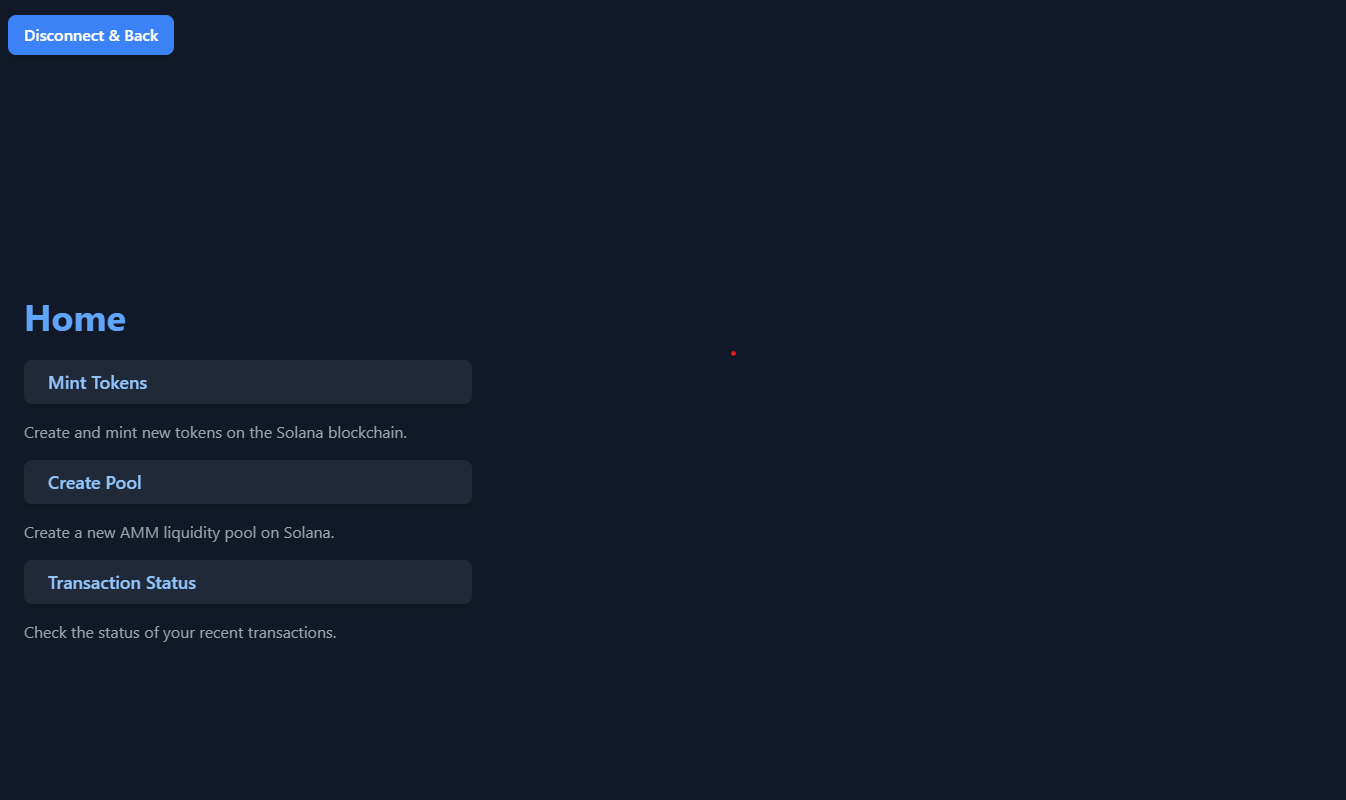 Disconnect & Back
Home
Mint Tokens
Create and mint new tokens on the Solana blockchain.
Create Pool
Create a new AMM liquidity pool on Solana.
Transaction Status
Check the status of your recent transactions.